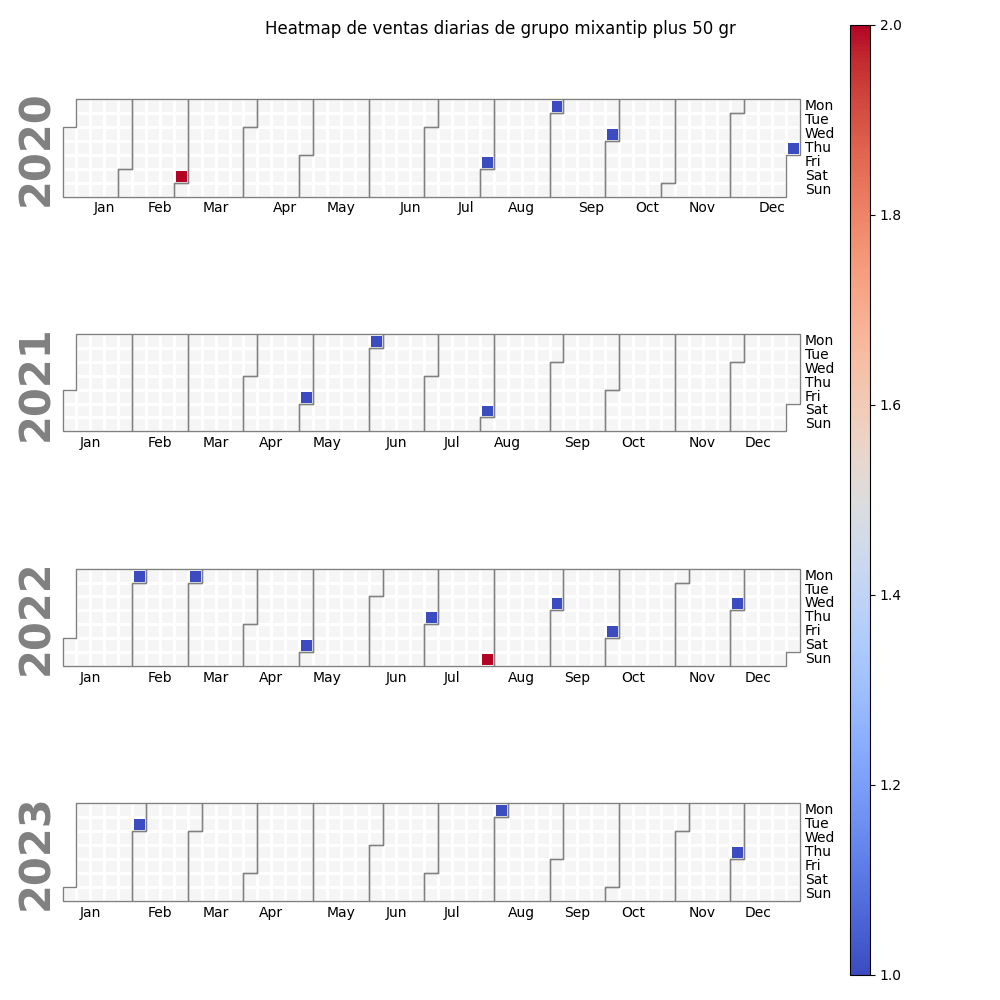 Heatmap de ventas diarias de grupo mixantip plus 50 gr
2020
Mon
Tue
Wed
Thu
Fri
Sat
Sun
Jan Feb Mar Apr May Jun Jul Aug Sep Oct Nov Dec
2021
Mon
Tue
Wed
Thu
Fri
Sat
Sun
Jan Feb Mar Apr May Jun Jul Aug Sep Oct Nov Dec
2022
Mon
Tue
Wed
Thu
Fri
Sat
Sun
Jan Feb Mar Apr May Jun Jul Aug Sep Oct Nov Dec
2023
Mon
Tue
Wed
Thu
Fri
Sat
Sun
Jan Feb Mar Apr May Jun Jul Aug Sep Oct Nov Dec
2.0
1.8
1.6
1.4
1.2
1.0